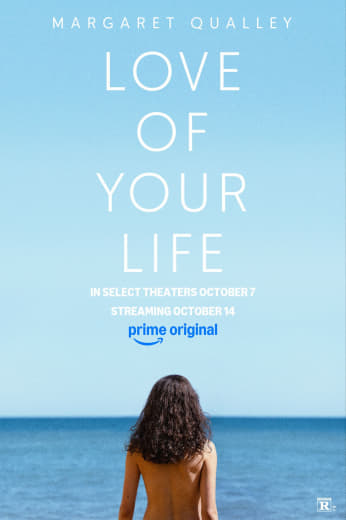 MARGARET QUALLEY
LOVE
OF
YOUR
LIFE
IN SELECT THEATERS OCTOBER 7
STREAMING OCTOBER 14
prime original
R